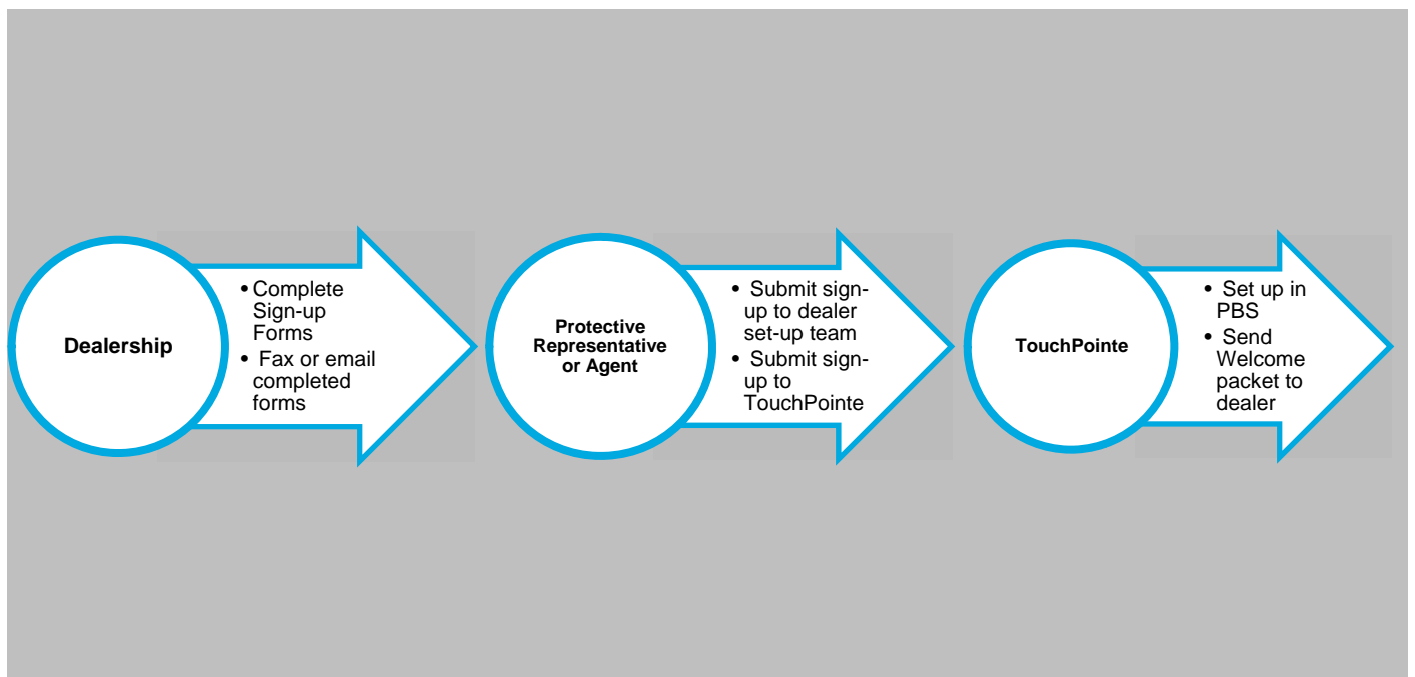 Dealership
• Complete
Sign-up
Forms
• Fax or email
completed
forms
Protective
Representative
or Agent
• Submit sign-
up to dealer
set-up team
• Submit sign-
up to
TouchPointe
TouchPointe
• Set up in
PBS
• Send
Welcome
packet to
dealer